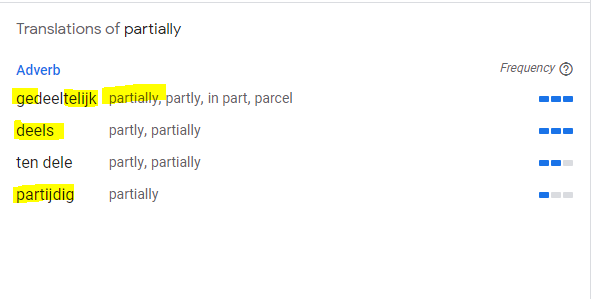 Translations of partially
Adverb Frequency
gedeeltelijk partially, partly, in part, parcel
deels partly, partially
ten dele partly, partially
partijdig partially